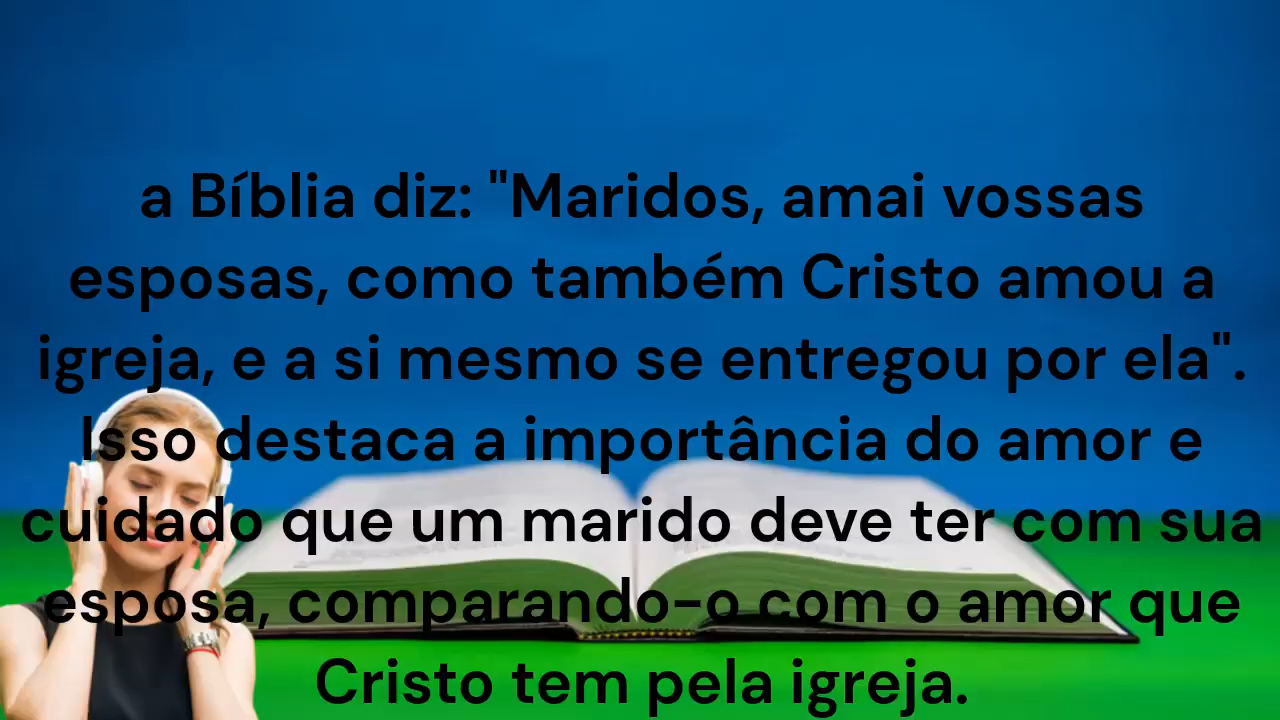 a Bíblia diz: "Maridos, amai vossas
esposas, como também Cristo amou a
igreja, e a si mesmo se entregou por ela".
Isso destaca a importância do amor e
cuidado que um marido deve ter com sua
esposa, comparando-o com o amor que
Cristo tem pela igreja.